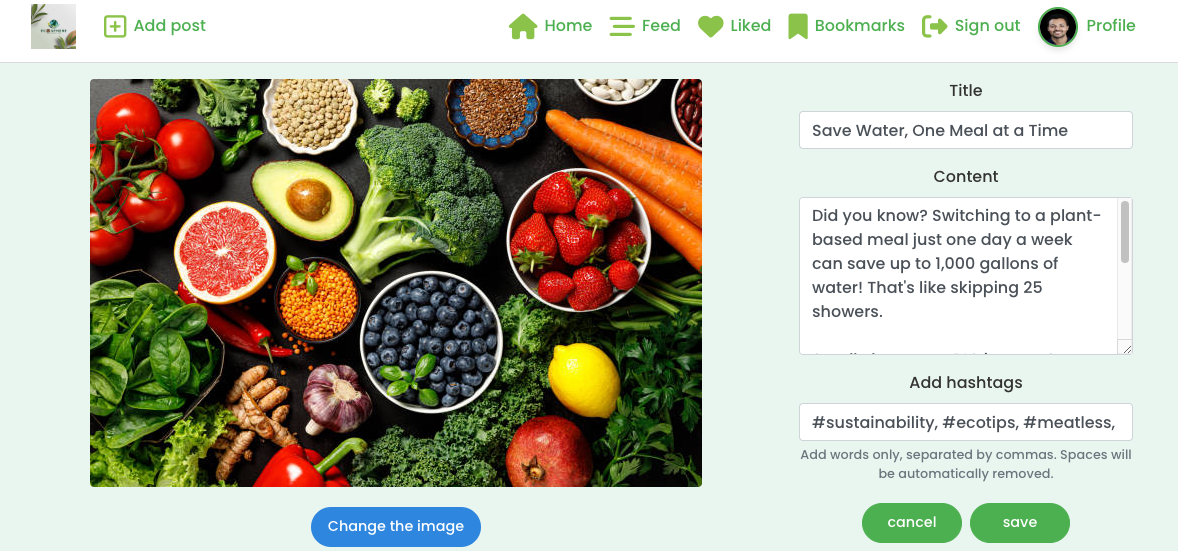 Add post
Home
Feed
Liked
Bookmarks
Sign out
Profile
Title
Save Water, One Meal at a Time
Content
Did you know? Switching to a plant-
based meal just one day a week
can save up to 1,000 gallons of
water! That's like skipping 25
showers.
Add hashtags
#sustainability, #ecotips, #meatless,
Add words only, separated by commas. Spaces will
be automatically removed.
Change the image
cancel
save